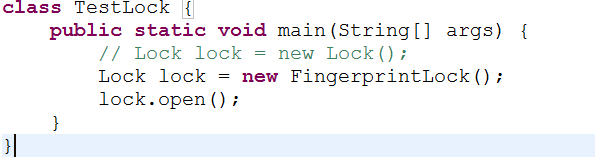 class TestLock {
    public static void main(String[] args) {
        // Lock lock = new Lock();
        Lock lock = new FingerprintLock();
        lock.open();
    }
}